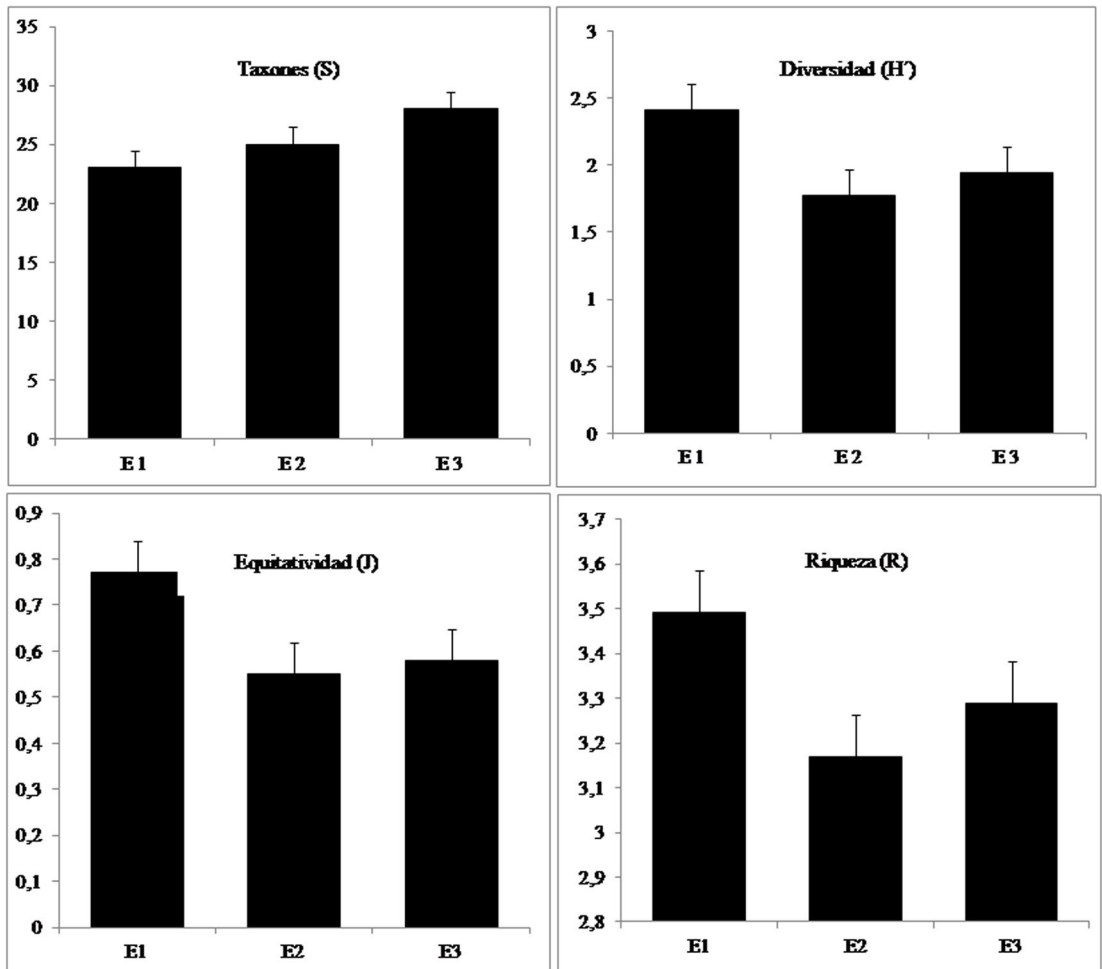 Taxones (S)
35
30
25
20
15
10
5
0
E1
E2
E3
Diversidad (H´)
3
2,5
2
1,5
1
0,5
0
E1
E2
E3
Equitatividad (J)
0,9
0,8
0,7
0,6
0,5
0,4
0,3
0,2
0,1
0
E1
E2
E3
Riqueza (R)
3,7
3,6
3,5
3,4
3,3
3,2
3,1
3
2,9
2,8
E1
E2
E3